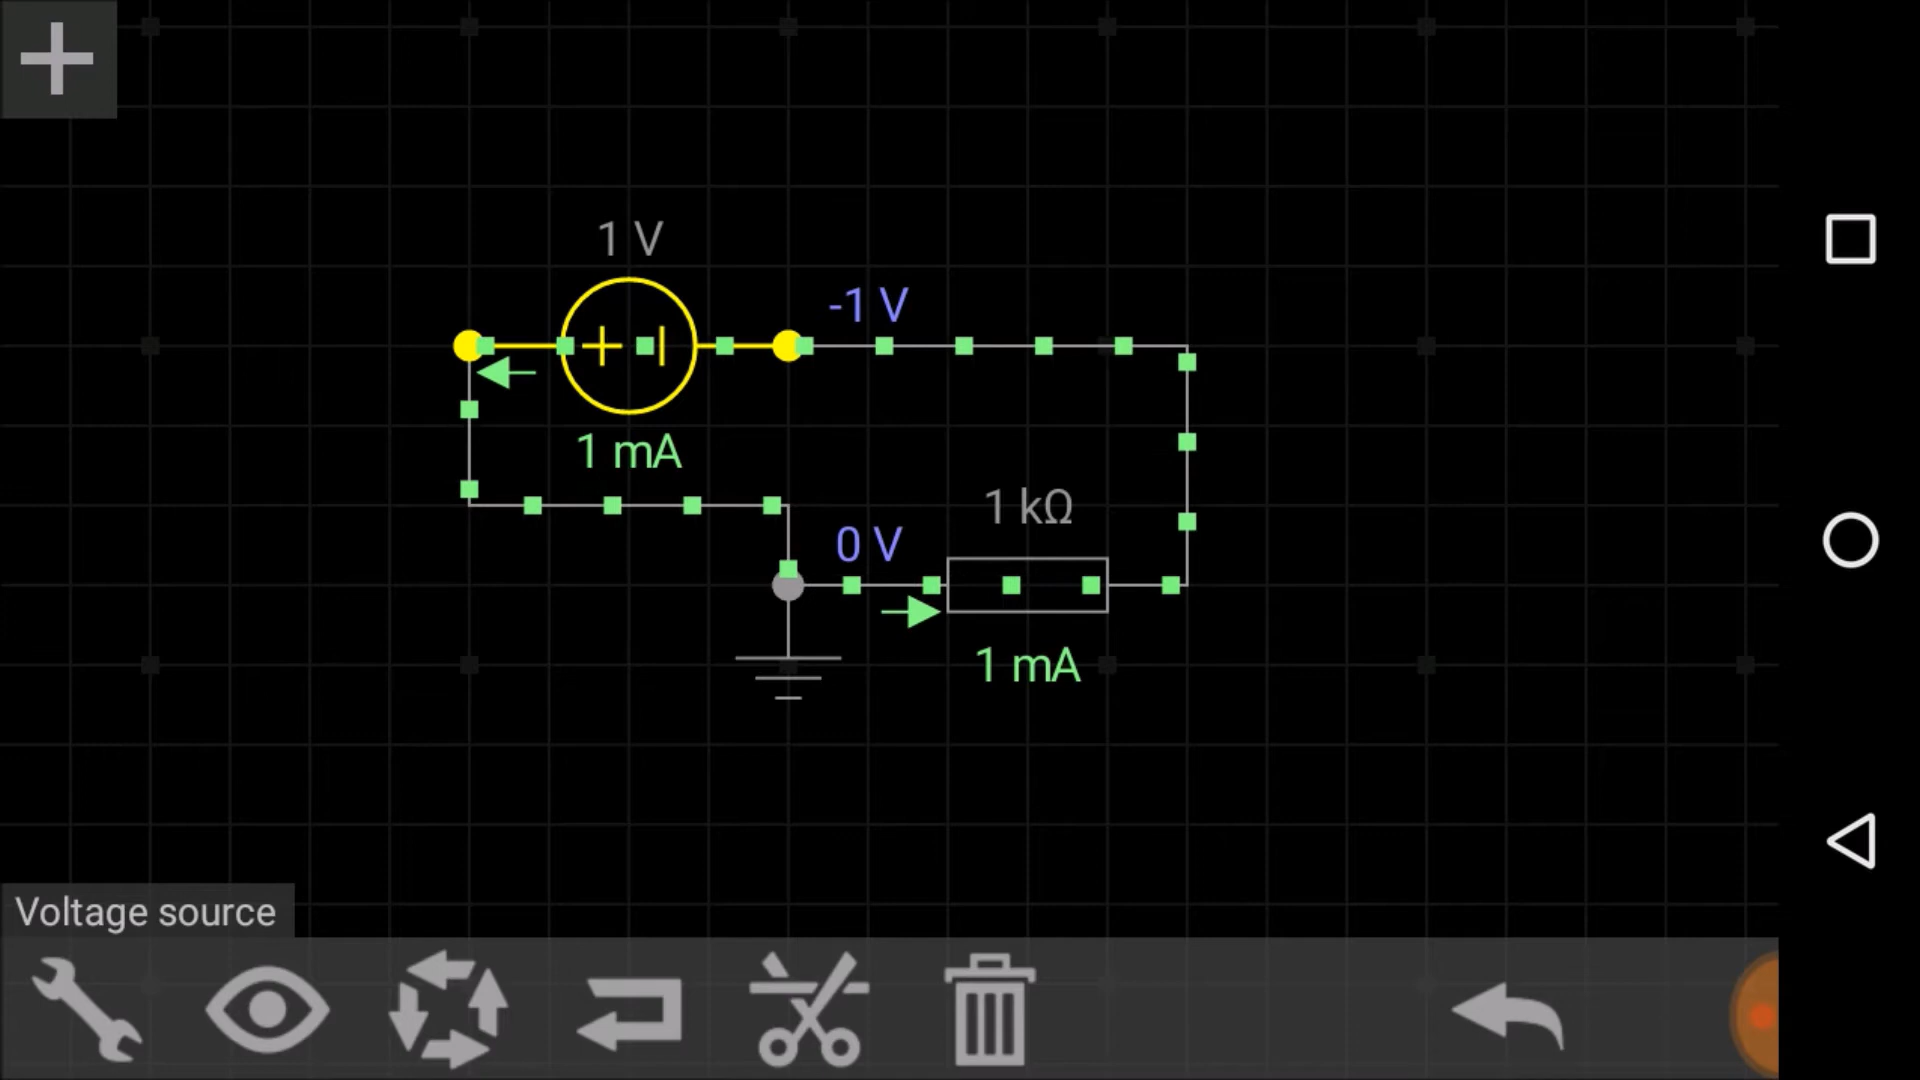 1 V
-1 V
1 mA
1 kΩ
0 V
1 mA
Voltage source